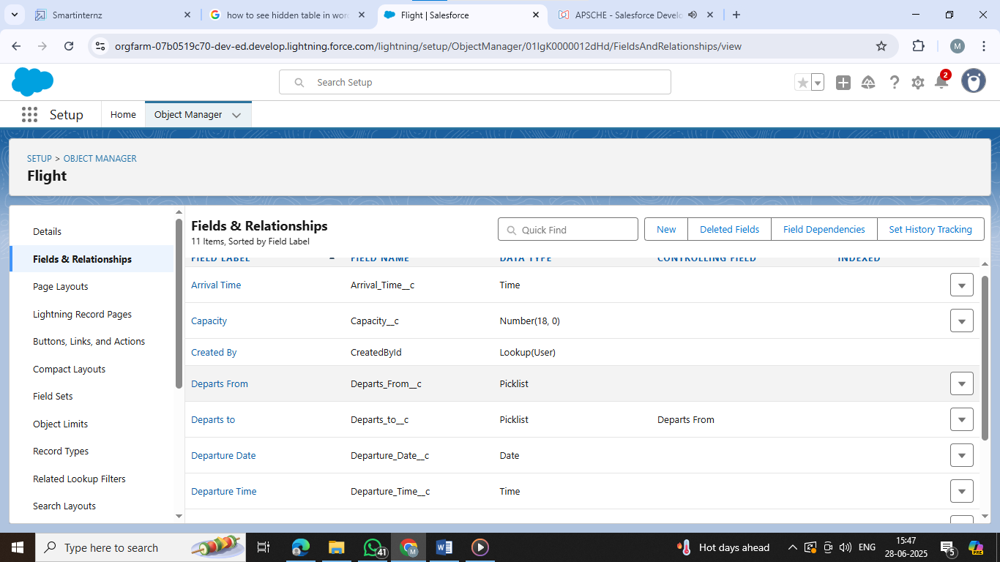 Smartinternz
how to see hidden table in wor
Flight | Salesforce
APSCHE - Salesforce Develo
orgfarm-07b0519c70-dev-ed.develop.lightning.force.com/lightning/setup/ObjectManager/01IgK0000012dHd/FieldsAndRelationships/view
M
Search Setup
2
Setup
Home
Object Manager
SETUP > OBJECT MANAGER
Flight
Details
Fields & Relationships
Page Layouts
Lightning Record Pages
Buttons, Links, and Actions
Compact Layouts
Field Sets
Object Limits
Record Types
Related Lookup Filters
Search Layouts
Fields & Relationships
11 Items, Sorted by Field Label
Quick Find
New
Deleted Fields
Field Dependencies
Set History Tracking
FIELD LABEL FIELD NAME DATA TYPE CONTROLLING FIELD INDEXED
Arrival Time Arrival_Time__c Time
Capacity Capacity__c Number(18, 0)
Created By CreatedById Lookup(User)
Departs From Departs_From__c Picklist
Departs to Departs_to__c Picklist Departs From
Departure Date Departure_Date__c Date
Departure Time Departure_Time__c Time
Type here to search
41
M
Hot days ahead
ENG
15:47
28-06-2025
5
PRE